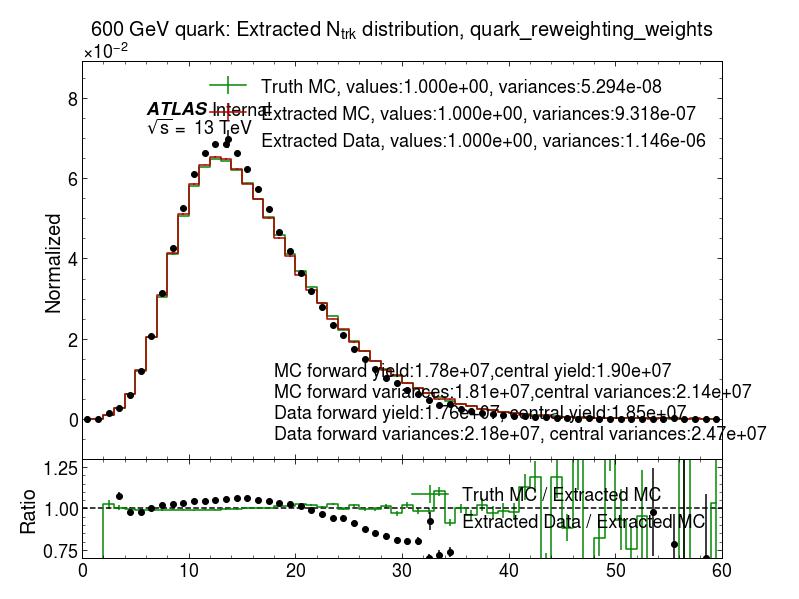 600 GeV quark: Extracted Ntrk distribution, quark_reweighting_weights
×10−2
Truth MC, values:1.000e+00, variances:5.294e-08
ATLAS Internal
Extracted MC, values:1.000e+00, variances:9.318e-07
√s = 13 TeV
Extracted Data, values:1.000e+00, variances:1.146e-06
8
6
4
2
0
Normalized
MC forward yield:1.78e+07,central yield:1.90e+07
MC forward variances:1.81e+07,central variances:2.14e+07
Data forward yield:1.76e+07, central yield:1.85e+07
Data forward variances:2.18e+07, central variances:2.47e+07
1.25
1.00
0.75
Ratio
Truth MC / Extracted MC
Extracted Data / Extracted MC
0 10 20 30 40 50 60